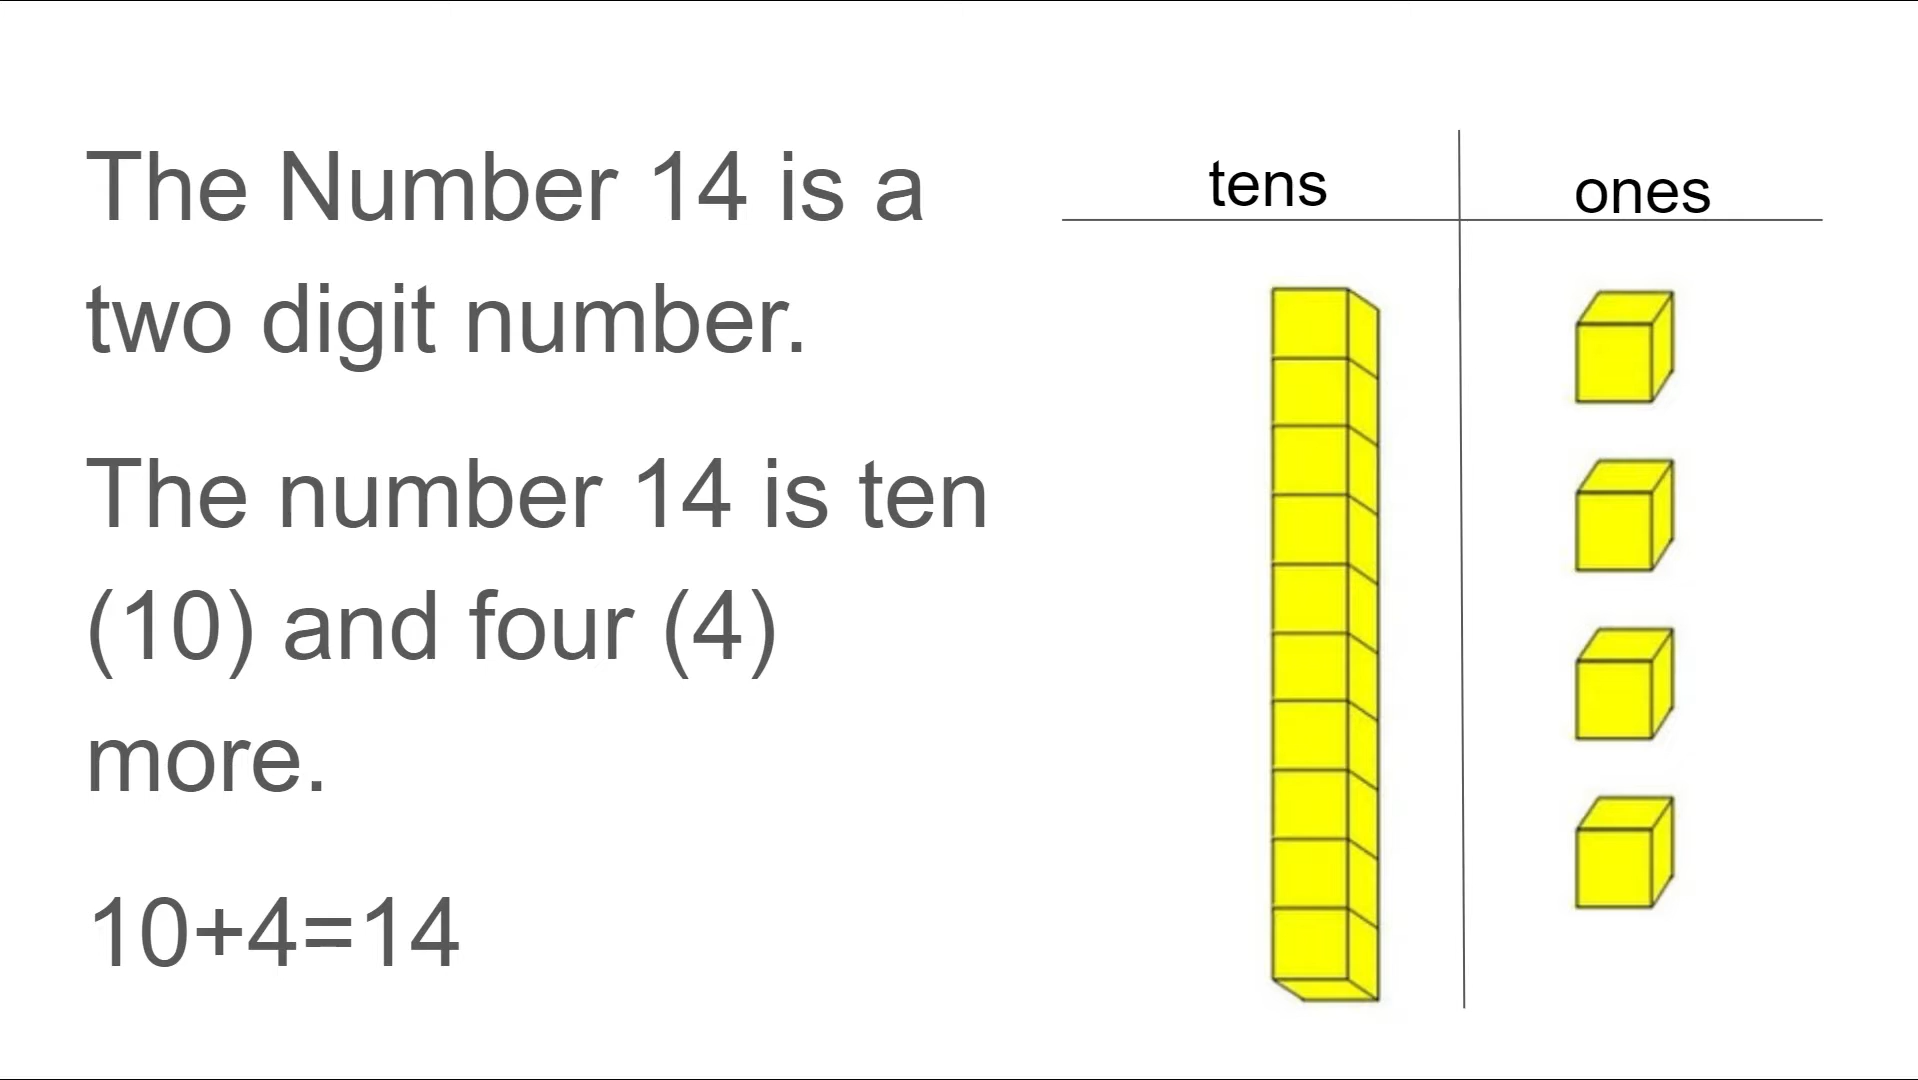 The Number 14 is a
two digit number.
The number 14 is ten
(10) and four (4)
more.
10+4=14
tens
ones